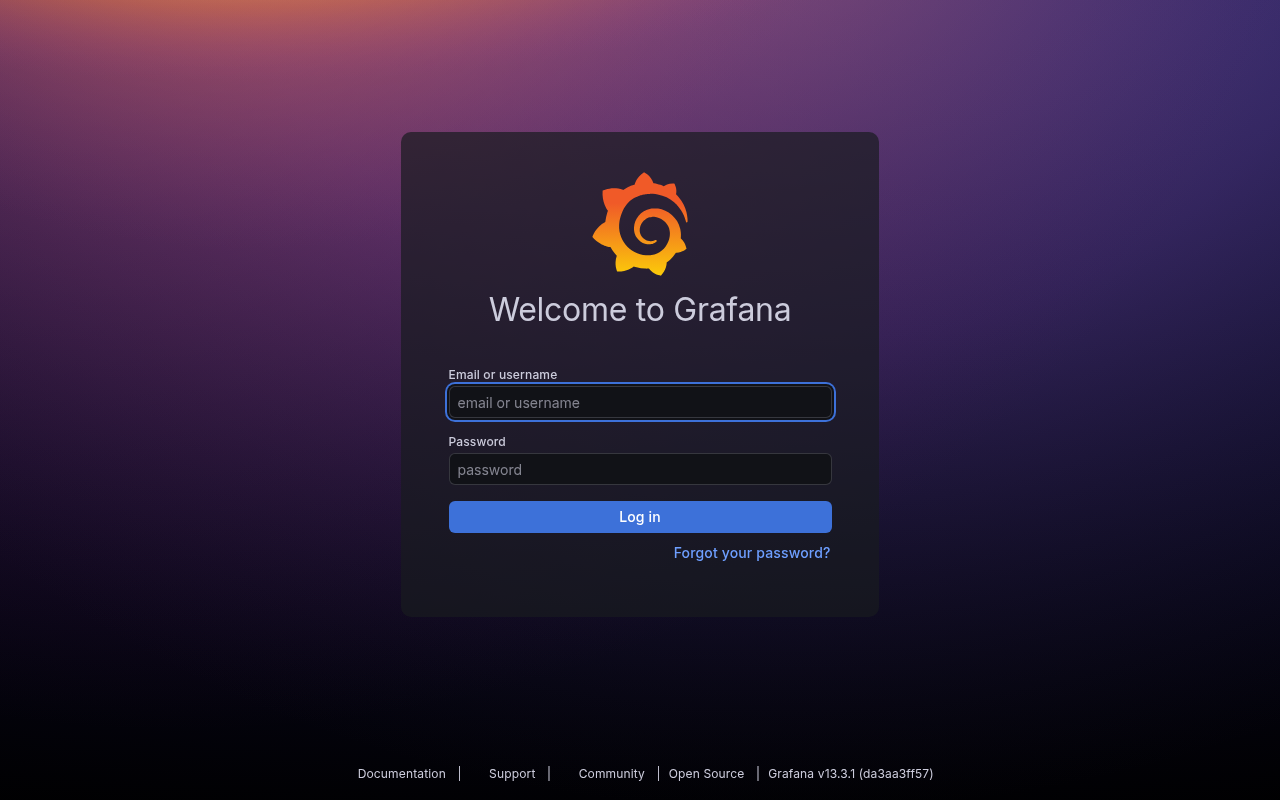 Welcome to Grafana
Email or username
email or username
Password
password
Log in
Forgot your password?
Documentation | Support | Community | Open Source | Grafana v13.3.1 (da3aa3ff57)